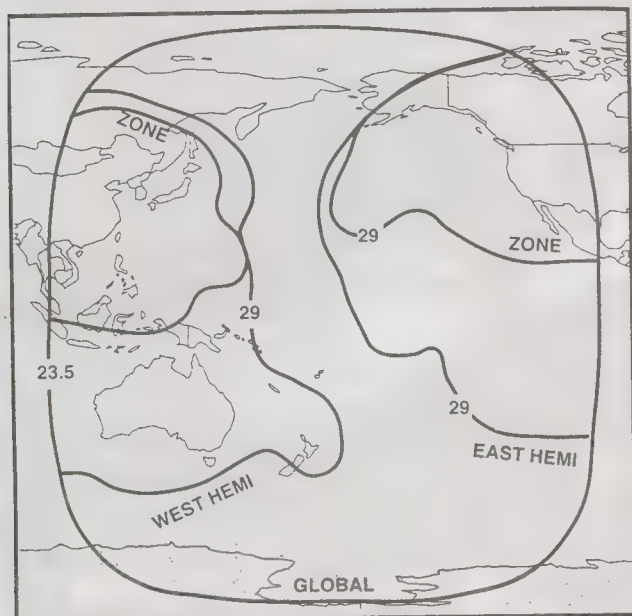 ZONE
29
ZONE
29
23.5
29
EAST HEMI
WEST HEMI
GLOBAL